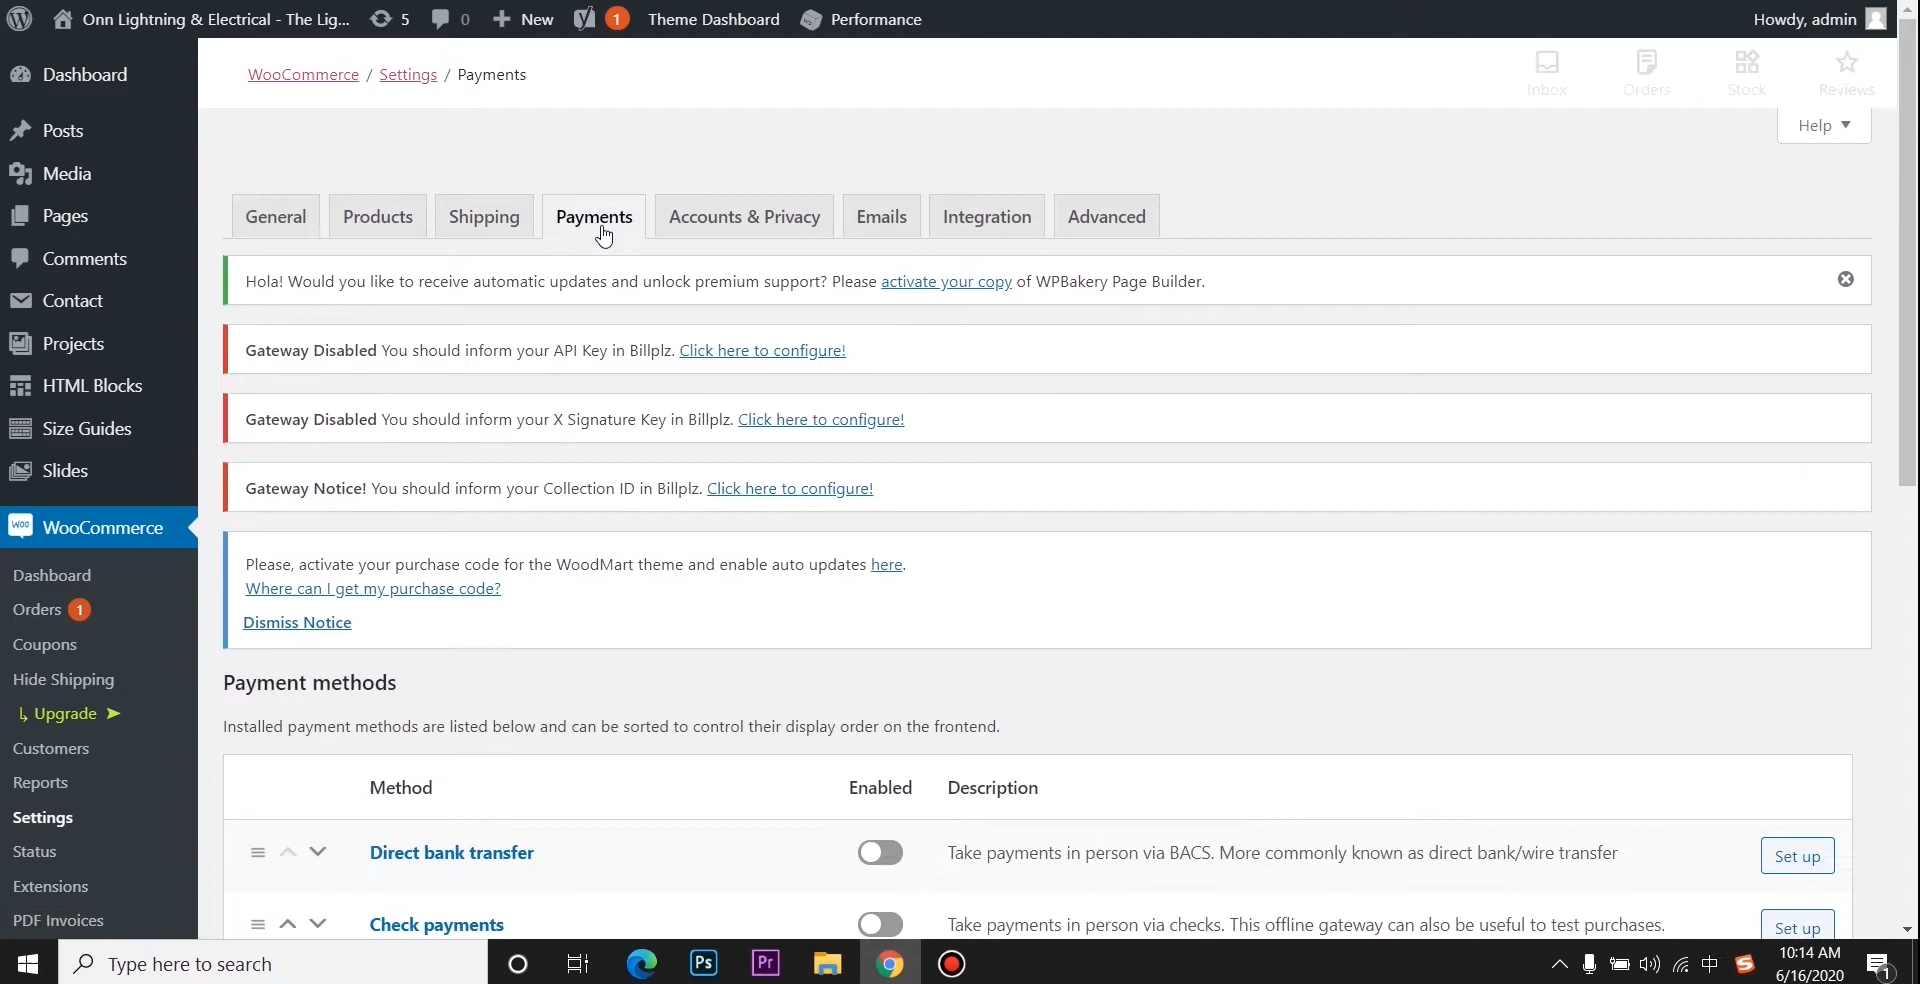 Onn Lightning & Electrical - The Lig... 5 0 New 1 Theme Dashboard Performance Howdy, admin
Dashboard
Posts
Media
Pages
Comments
Contact
Projects
HTML Blocks
Size Guides
Slides
WooCommerce
Dashboard
Orders 1
Coupons
Hide Shipping
↳ Upgrade ➤
Customers
Reports
Settings
Status
Extensions
PDF Invoices
WooCommerce / Settings / Payments
Inbox Orders Stock Reviews
Help
General Products Shipping Payments Accounts & Privacy Emails Integration Advanced
Hola! Would you like to receive automatic updates and unlock premium support? Please activate your copy of WPBakery Page Builder.
Gateway Disabled You should inform your API Key in Billplz. Click here to configure!
Gateway Disabled You should inform your X Signature Key in Billplz. Click here to configure!
Gateway Notice! You should inform your Collection ID in Billplz. Click here to configure!
Please, activate your purchase code for the WoodMart theme and enable auto updates here.
Where can I get my purchase code?
Dismiss Notice
Payment methods
Installed payment methods are listed below and can be sorted to control their display order on the frontend.
Method Enabled Description
Direct bank transfer Take payments in person via BACS. More commonly known as direct bank/wire transfer Set up
Check payments Take payments in person via checks. This offline gateway can also be useful to test purchases. Set up
Type here to search Ps Pr 中 10:14 AM
6/16/2020 1